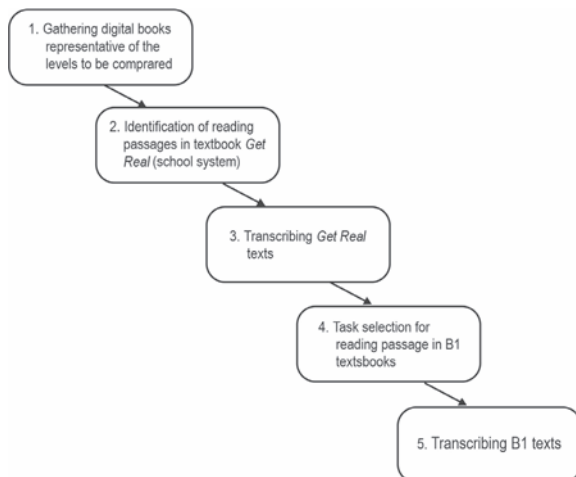 1. Gathering digital books
representative of the
levels to be comprared
2. Identification of reading
passages in textbook Get
Real (school system)
3. Transcribing Get Real
texts
4. Task selection for
reading passage in B1
textsbooks
5. Transcribing B1 texts